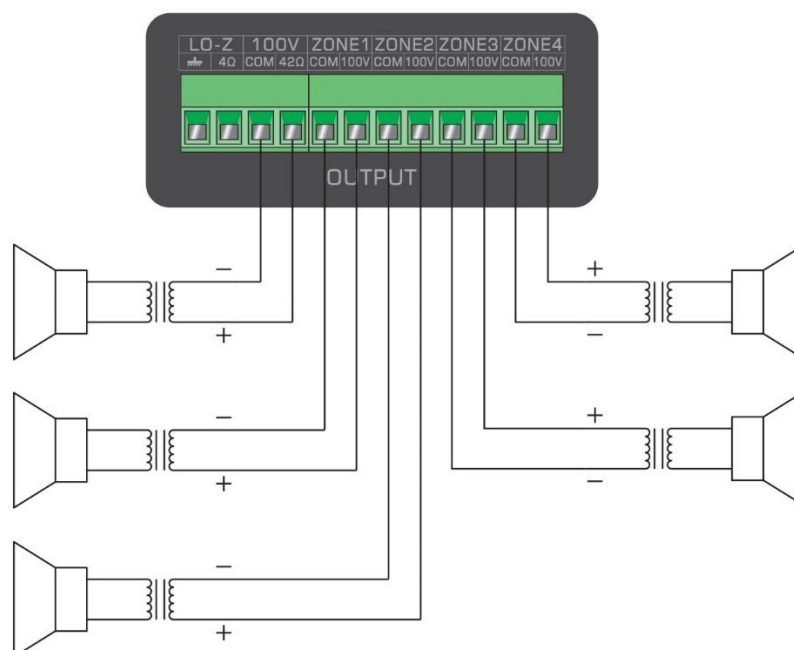 LO-Z 100V ZONE1 ZONE2 ZONE3 ZONE4
4Ω COM 42Ω COM 100V COM 100V COM 100V COM 100V
OUTPUT
− +
+ −
− +
+ −
−
+